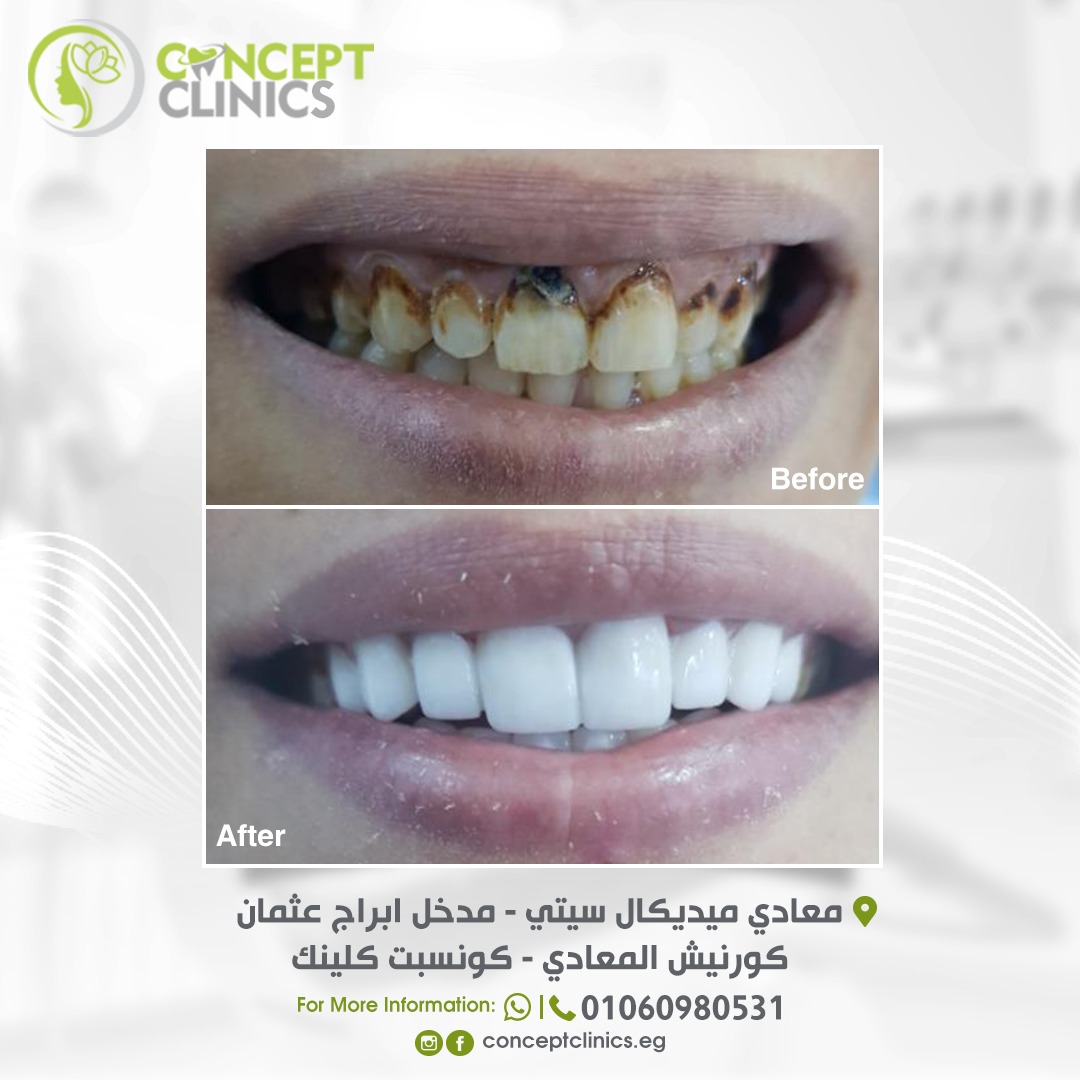 CONCEPT
CLINICS
Before
After
معادي ميديكال سيتي - مدخل ابراج عثمان
كورنيش المعادي - كونسبت كلينك
For More Information: 01060980531
conceptclinics.eg